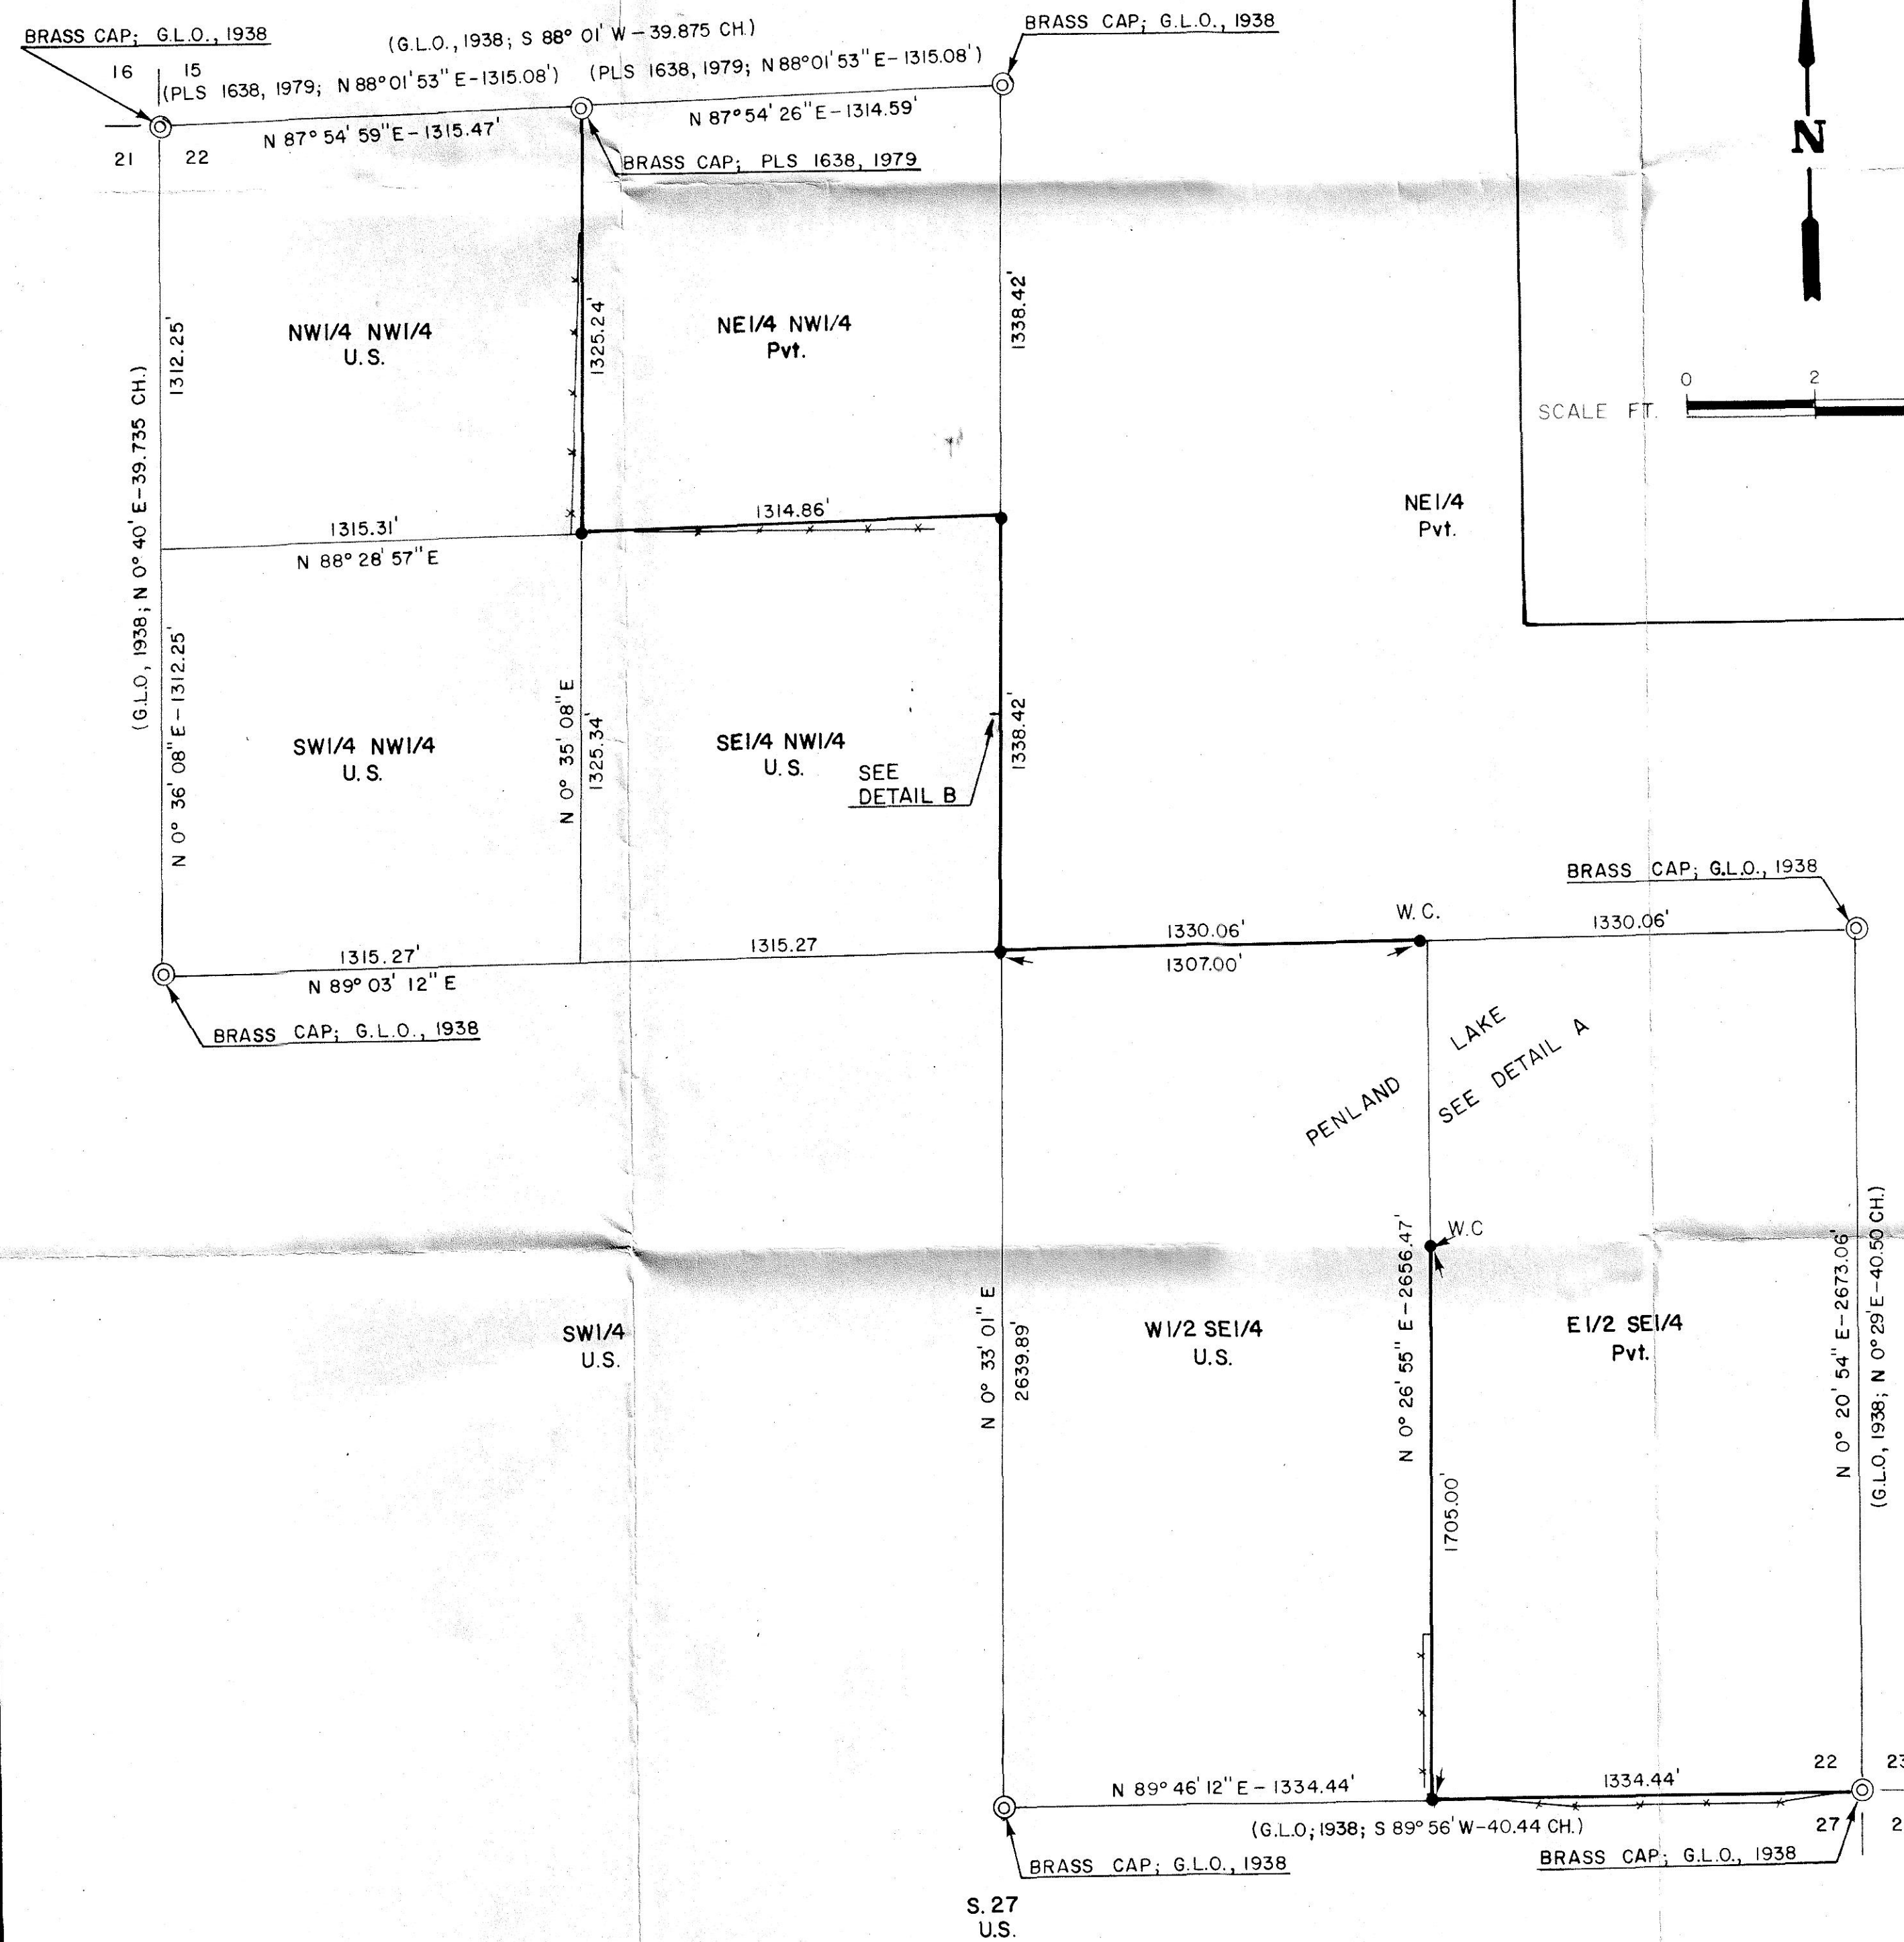 BRASS CAP; G.L.O., 1938
(G.L.O., 1938; S 88° 01' W - 39.875 CH.)
BRASS CAP; G.L.O., 1938
16 15
(PLS 1638, 1979; N 88°01'53" E-1315.08') (PLS 1638, 1979; N 88°01'53" E-1315.08')
N 87° 54' 59" E-1315.47'
N 87° 54' 26" E-1314.59'
21 22
BRASS CAP; PLS 1638, 1979
N
NW1/4 NW1/4
U.S.
NE1/4 NW1/4
Pvt.
1312.25'
1325.24'
1338.42'
0 2
SCALE FT.
(G.L.O, 1938; N 0° 40' E-39.735 CH.)
1315.31'
N 88° 28' 57" E
1314.86'
NE1/4
Pvt.
N 0° 36' 08" E-1312.25'
SW1/4 NW1/4
U.S.
N 0° 35' 08" E
1325.34'
SE1/4 NW1/4
U.S.
SEE
DETAIL B
1338.42'
BRASS CAP; G.L.O., 1938
1315.27'
N 89° 03' 12" E
1315.27
1330.06'
1307.00'
W.C.
1330.06'
BRASS CAP; G.L.O., 1938
PENLAND LAKE
SEE DETAIL A
W.C
SW1/4
U.S.
N 0° 33' 01" E
2639.89'
W1/2 SE1/4
U.S.
N 0° 26' 55" E-2656.47'
1705.00'
E1/2 SE1/4
Pvt.
N 0° 20' 54" E-2673.06'
(G.L.O, 1938; N 0° 29' E-40.50 CH.)
N 89° 46' 12" E - 1334.44'
1334.44'
22
(G.L.O; 1938; S 89° 56' W-40.44 CH.)
27
BRASS CAP; G.L.O., 1938
BRASS CAP; G.L.O., 1938
S. 27
U.S.